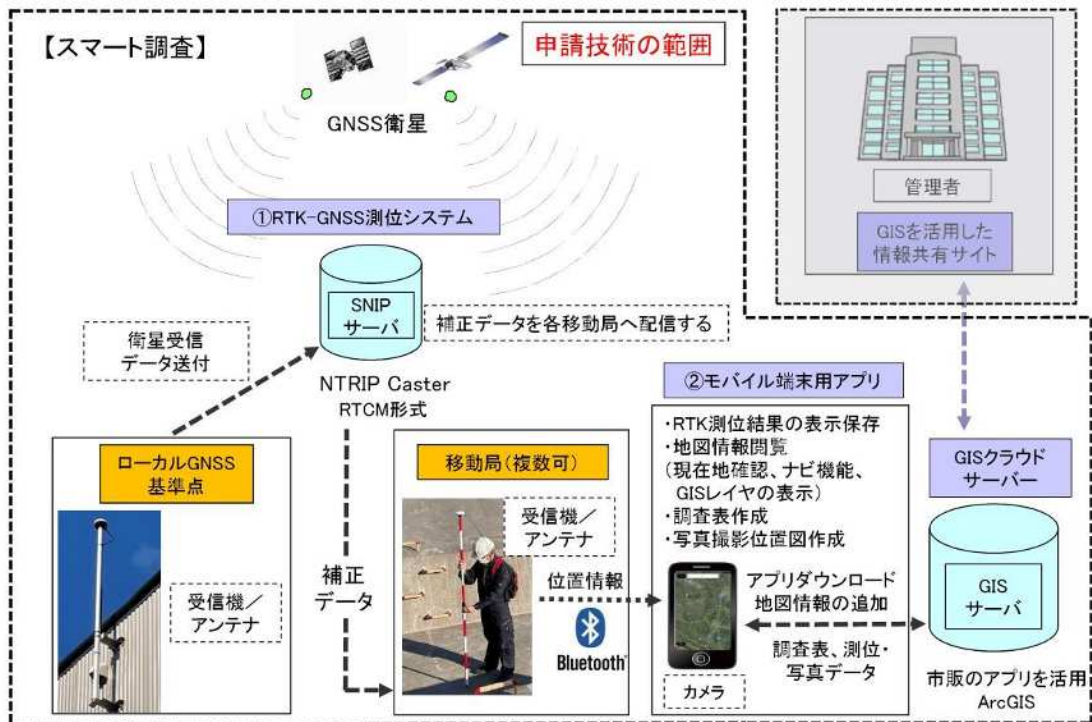 【スマート調査】
申請技術の範囲
GNSS衛星
管理者
GISを活用した
情報共有サイト
①RTK-GNSS測位システム
SNIP
サーバ
補正データを各移動局へ配信する
衛星受信
データ送付
NTRIP Caster
RTCM形式
ローカルGNSS
基準点
受信機/
アンテナ
補正
データ
移動局(複数可)
受信機/
アンテナ
位置情報
Bluetooth®
②モバイル端末用アプリ
・RTK測位結果の表示保存
・地図情報閲覧
(現在地確認、ナビ機能、
GISレイヤの表示)
・調査表作成
・写真撮影位置図作成
アプリダウンロード
地図情報の追加
調査表、測位・
写真データ
カメラ
GISクラウド
サーバー
GIS
サーバ
市販のアプリを活用
ArcGIS